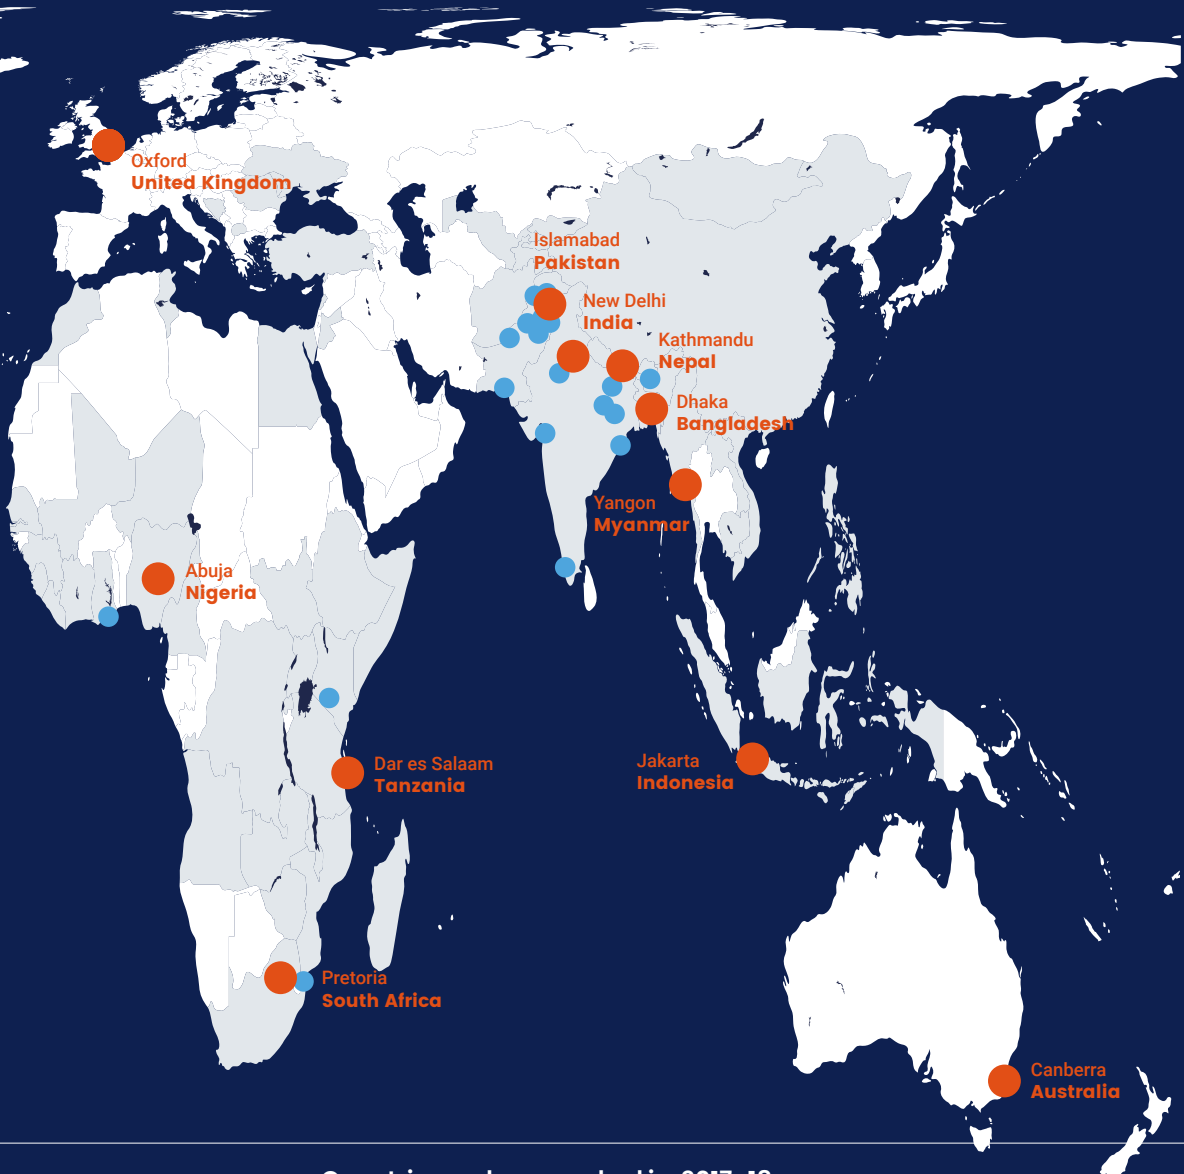 Oxford
United Kingdom
Islamabad
Pakistan
New Delhi
India
Kathmandu
Nepal
Dhaka
Bangladesh
Yangon
Myanmar
Abuja
Nigeria
Jakarta
Indonesia
Dar es Salaam
Tanzania
Pretoria
South Africa
Canberra
Australia